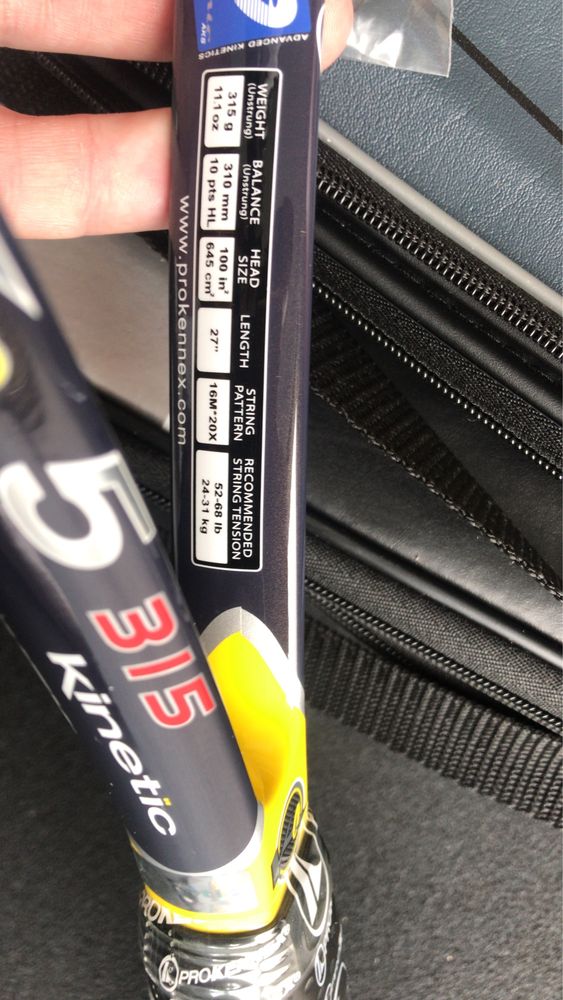 ADVANCED KINETICS
WEIGHT
(Unstrung)
315 g
11.1 oz
BALANCE
(Unstrung)
310 mm
10 pts HL
HEAD
SIZE
100 in²
645 cm²
LENGTH
27"
STRING
PATTERN
16M*20X
RECOMMENDED
STRING TENSION
52-68 lb
24-31 kg
www.prokennex.com
5
315
Kinetic
PROKE